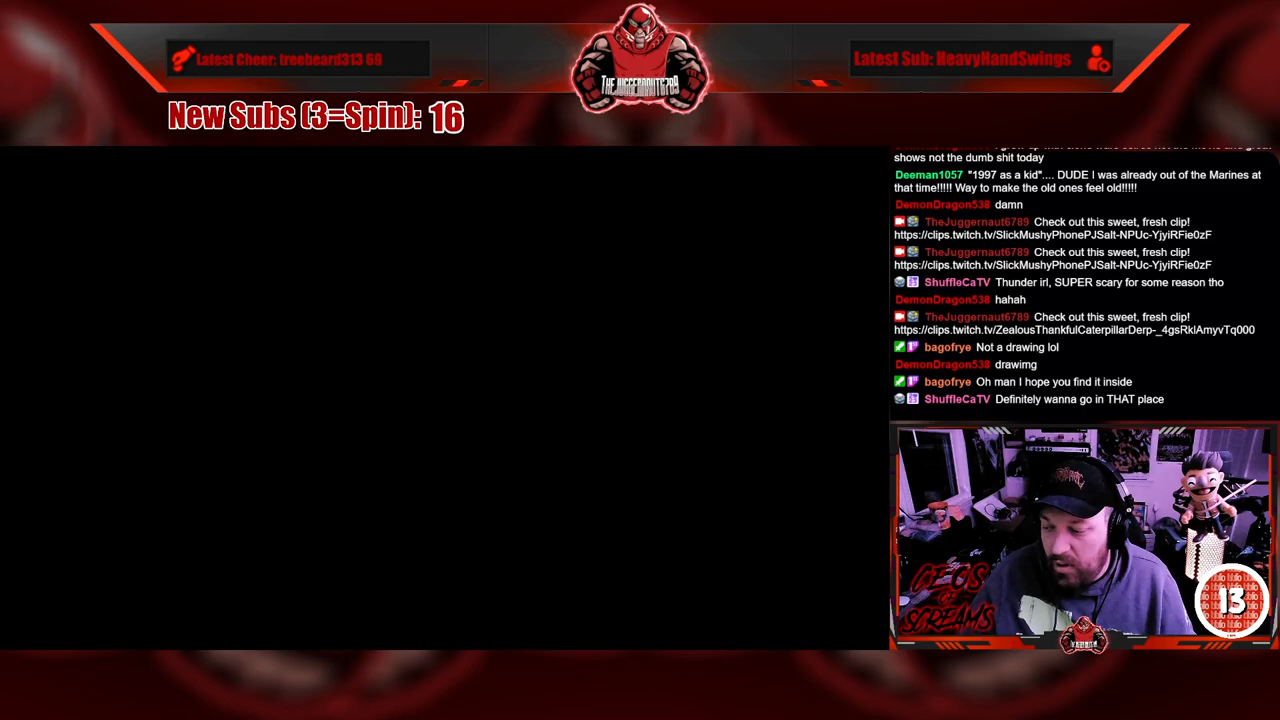 Latest Cheer: treebeard313 69
THEJUGGERNAUT6789
Latest Sub: HeavyHandSwings
New Subs (3=Spin): 16
shows not the dumb shit today
Deeman1057 "1997 as a kid".... DUDE I was already out of the Marines at
that time!!!!! Way to make the old ones feel old!!!!!
DemonDragon538 damn
TheJuggernaut6789 Check out this sweet, fresh clip!
https://clips.twitch.tv/SlickMushyPhonePJSalt-NPUc-YjyiRFie0zF
TheJuggernaut6789 Check out this sweet, fresh clip!
https://clips.twitch.tv/SlickMushyPhonePJSalt-NPUc-YjyiRFie0zF
ShuffleCaTV Thunder irl, SUPER scary for some reason tho
DemonDragon538 hahah
TheJuggernaut6789 Check out this sweet, fresh clip!
https://clips.twitch.tv/ZealousThankfulCaterpillarDerp-_4gsRklAmyvTq000
bagofrye Not a drawing lol
DemonDragon538 drawimg
bagofrye Oh man I hope you find it inside
ShuffleCaTV Definitely wanna go in THAT place
GEOS
OF
SCREAMS
13